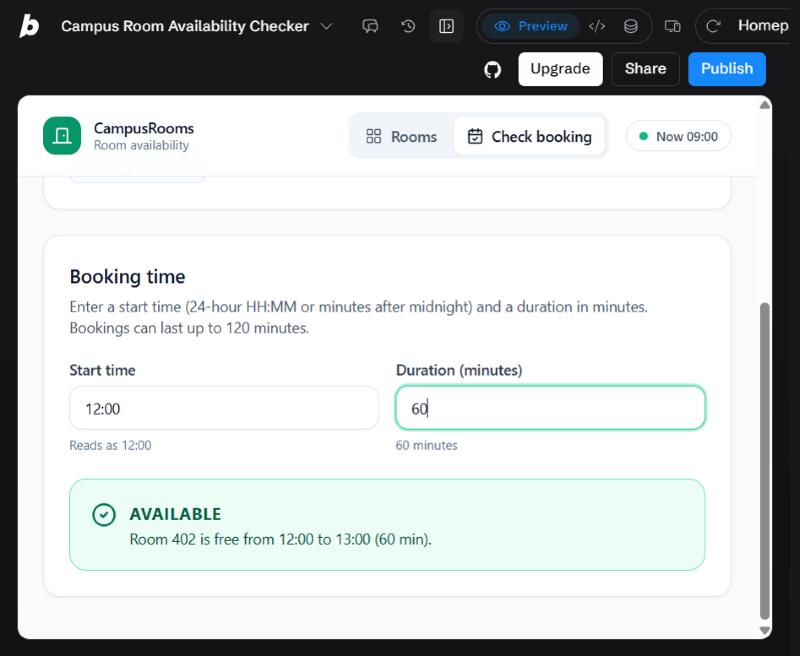 b Campus Room Availability Checker Preview Homep
Upgrade Share Publish
CampusRooms
Room availability
Rooms Check booking Now 09:00
Booking time
Enter a start time (24-hour HH:MM or minutes after midnight) and a duration in minutes.
Bookings can last up to 120 minutes.
Start time Duration (minutes)
12:00 60
Reads as 12:00 60 minutes
AVAILABLE
Room 402 is free from 12:00 to 13:00 (60 min).